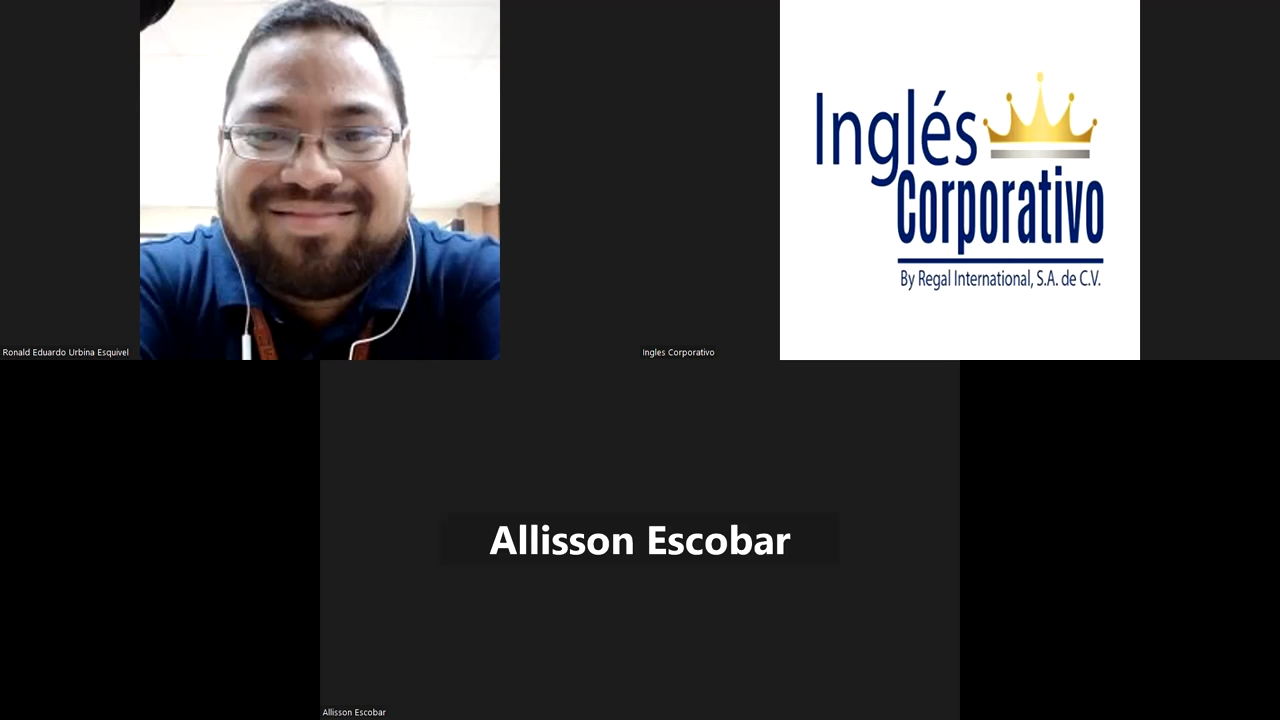 Inglés
Corporativo
By Regal International, S.A. de C.V.
Ronald Eduardo Urbina Esquivel
Ingles Corporativo
Allisson Escobar
Allisson Escobar